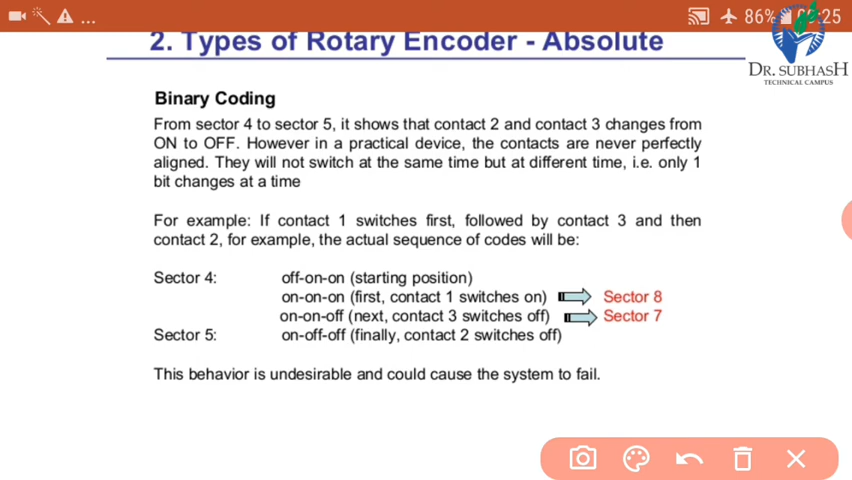 ... 86% 09:25
2. Types of Rotary Encoder - Absolute
DR. SUBHASH
TECHNICAL CAMPUS
Binary Coding
From sector 4 to sector 5, it shows that contact 2 and contact 3 changes from
ON to OFF. However in a practical device, the contacts are never perfectly
aligned. They will not switch at the same time but at different time, i.e. only 1
bit changes at a time
For example: If contact 1 switches first, followed by contact 3 and then
contact 2, for example, the actual sequence of codes will be:
Sector 4: off-on-on (starting position)
on-on-on (first, contact 1 switches on) Sector 8
on-on-off (next, contact 3 switches off) Sector 7
Sector 5: on-off-off (finally, contact 2 switches off)
This behavior is undesirable and could cause the system to fail.